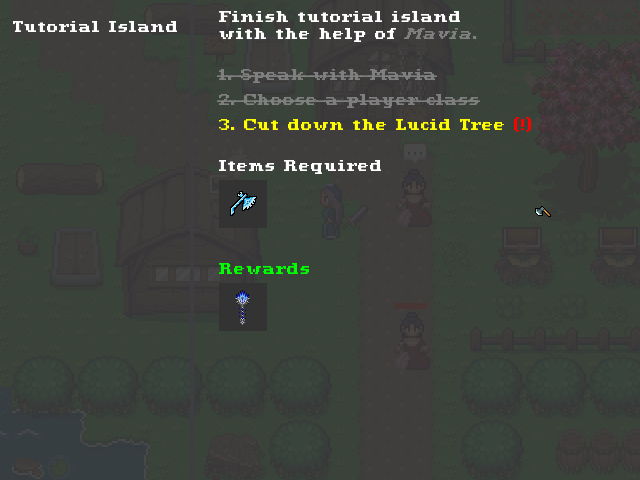 Tutorial Island
Finish tutorial island
with the help of Mavia.
1. Speak with Mavia
2. Choose a player class
3. Cut down the Lucid Tree (!)
Items Required
Rewards